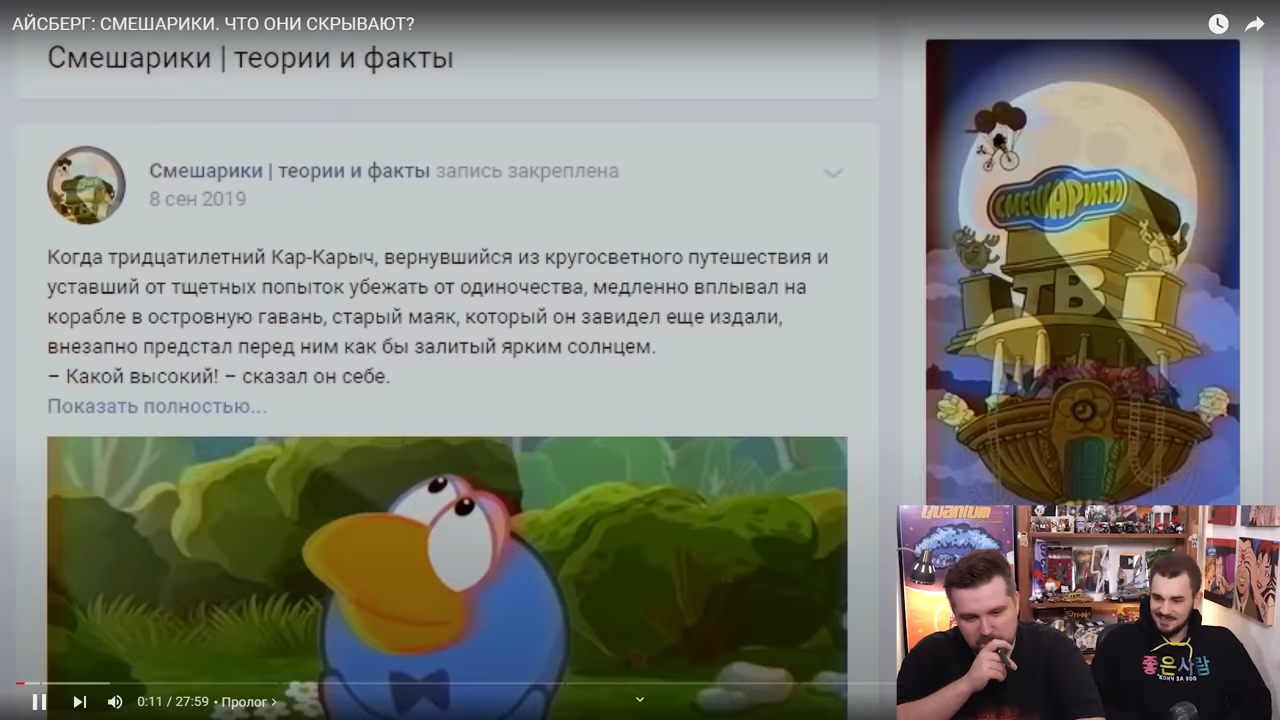 АЙСБЕРГ: СМЕШАРИКИ. ЧТО ОНИ СКРЫВАЮТ?
Смешарики | теории и факты
Смешарики | теории и факты запись закреплена
8 сен 2019
Когда тридцатилетний Кар-Карыч, вернувшийся из кругосветного путешествия и
уставший от тщетных попыток убежать от одиночества, медленно вплывал на
корабле в островную гавань, старый маяк, который он завидел еще издали,
внезапно предстал перед ним как бы залитый ярким солнцем.
– Какой высокий! – сказал он себе.
Показать полностью...
СМЕШАРИКИ
ТВ
Quantum
좋은사람
0:11 / 27:59 • Пролог